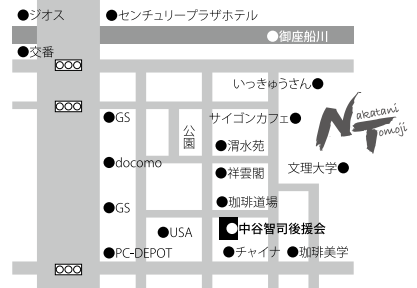 ジオス
センチュリープラザホテル
御座船川
交番
いっきゅうさん
Nakatani
Tomoji
GS
サイゴンカフェ
公園
渭水苑
docomo
祥雲閣
文理大学
珈琲道場
GS
USA
中谷智司後援会
PC-DEPOT
チャイナ
珈琲美学